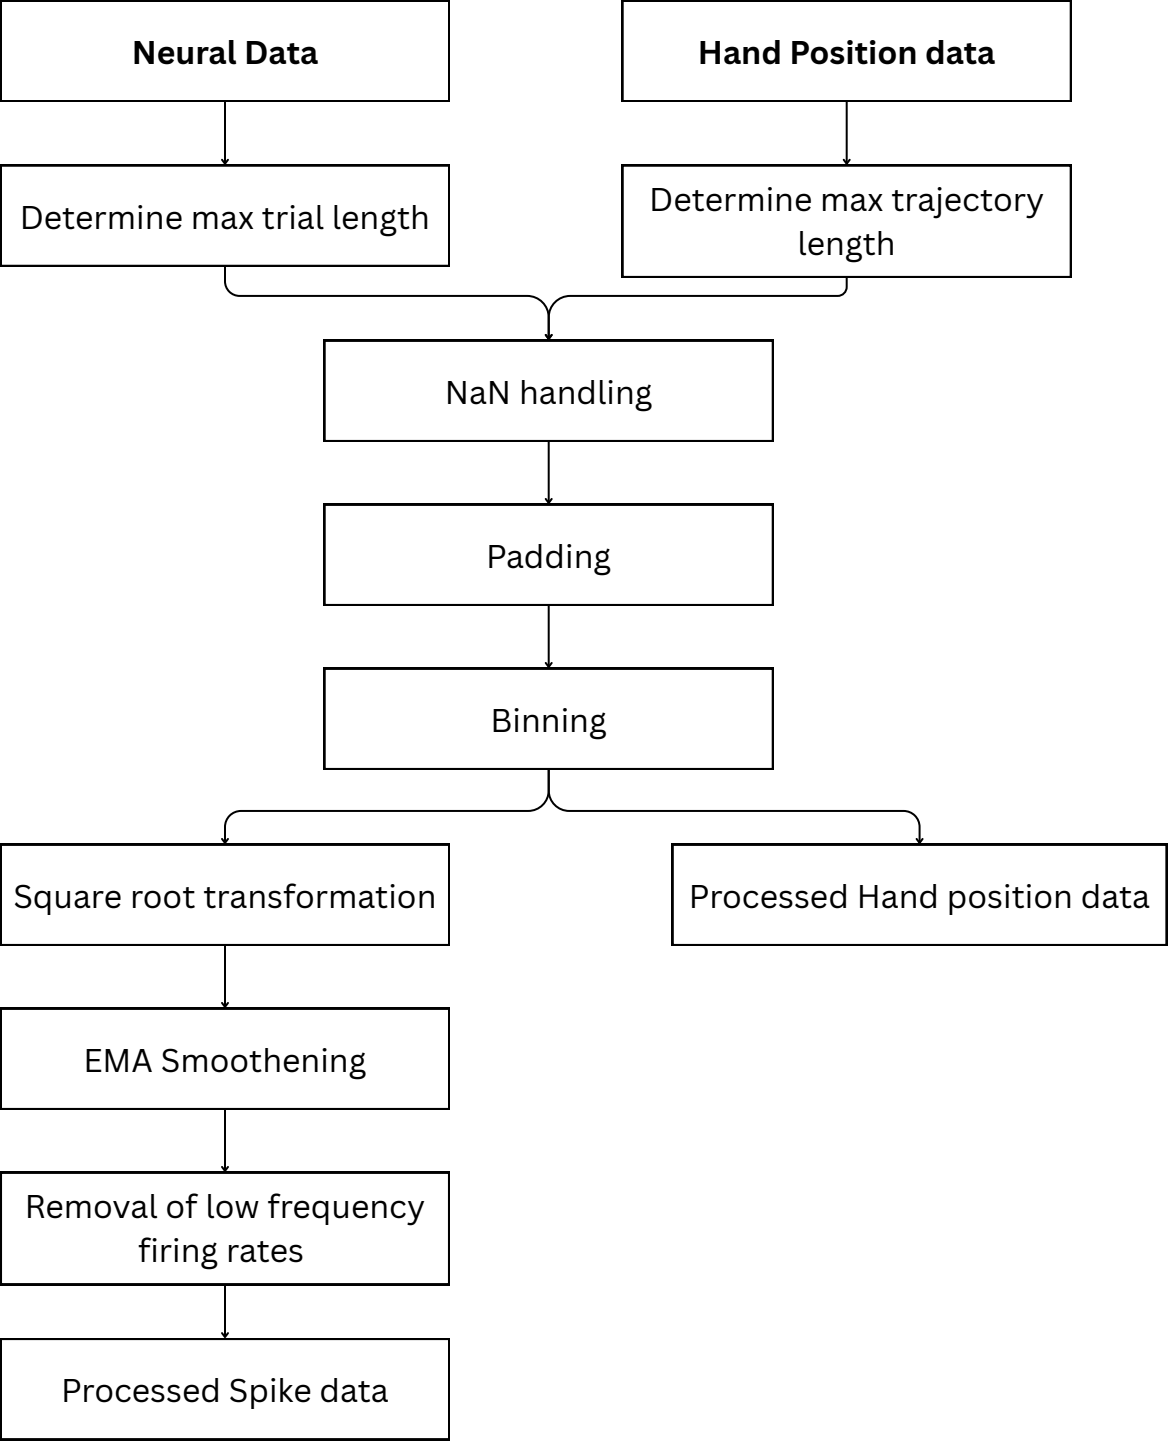 Neural Data
Hand Position data
Determine max trial length
Determine max trajectory
length
NaN handling
Padding
Binning
Square root transformation
Processed Hand position data
EMA Smoothening
Removal of low frequency
firing rates
Processed Spike data